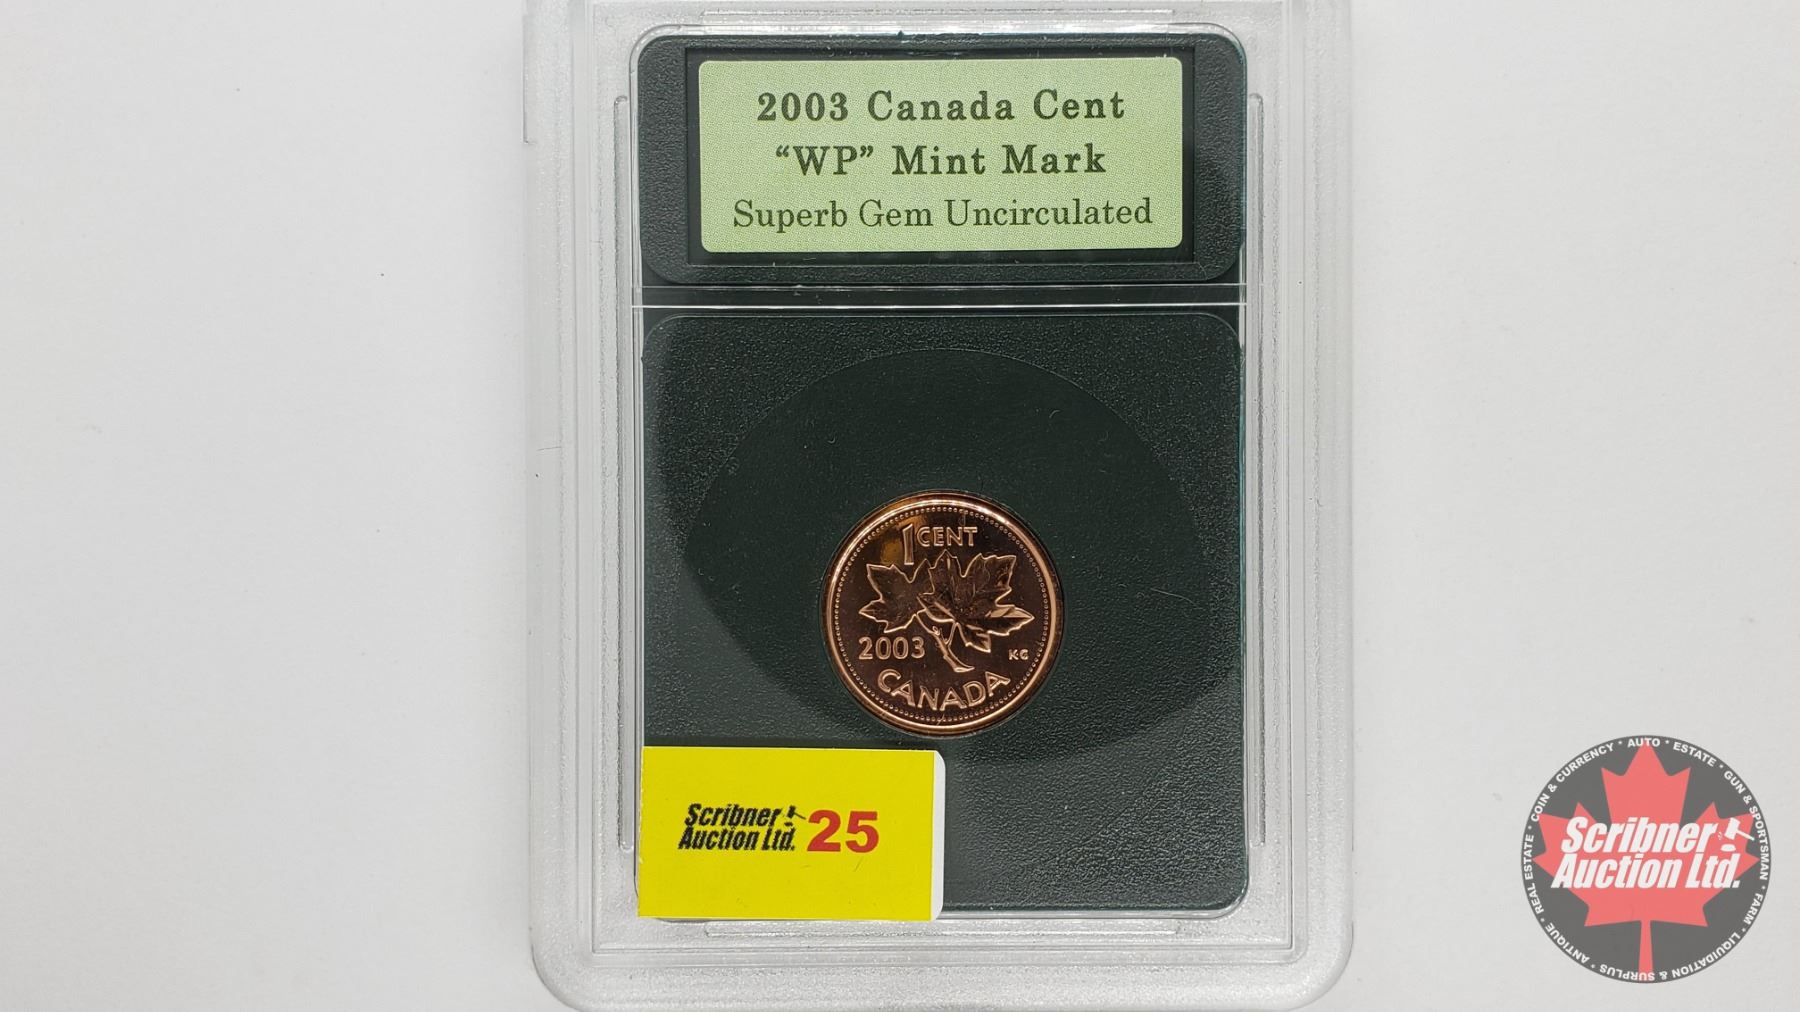 2003 Canada Cent
“WP” Mint Mark
Superb Gem Uncirculated
1 CENT
2003
KG
CANADA
Scribner
Auction Ltd. 25
COIN & CURRENCY * AUTO * ESTATE * GUN & SPORTSMAN * FARM * LIQUIDATION & SURPLUS * ANTIQUE * REAL ESTATE *
Scribner
Auction Ltd.